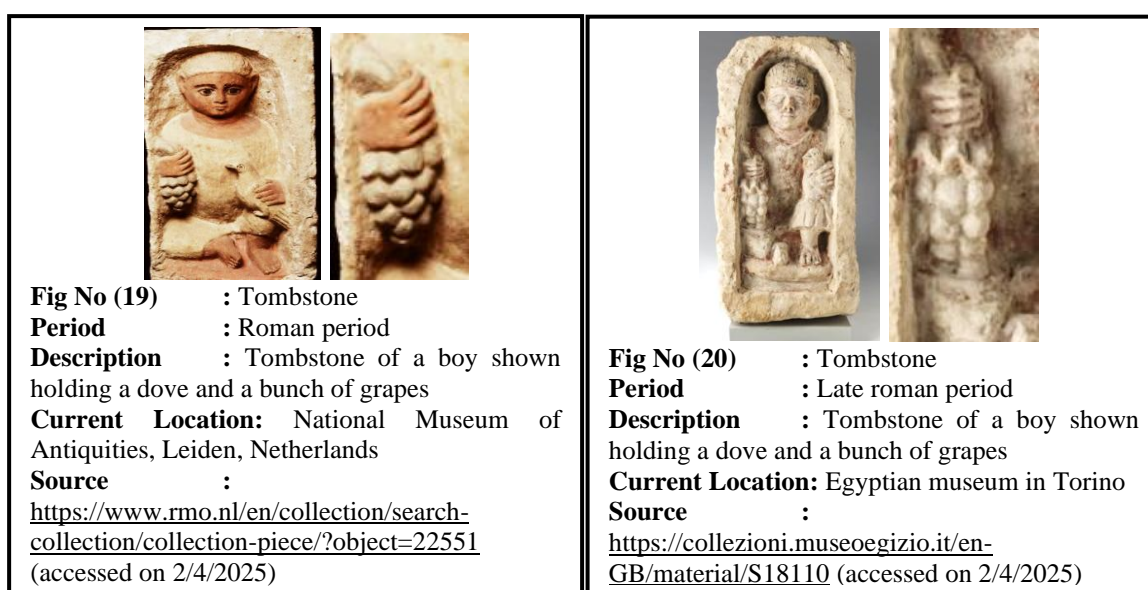 Fig No (19) : Tombstone
Period : Roman period
Description : Tombstone of a boy shown
holding a dove and a bunch of grapes
Current Location: National Museum of
Antiquities, Leiden, Netherlands
Source :
https://www.rmo.nl/en/collection/search-
collection/collection-piece/?object=22551
(accessed on 2/4/2025)
Fig No (20) : Tombstone
Period : Late roman period
Description : Tombstone of a boy shown
holding a dove and a bunch of grapes
Current Location: Egyptian museum in Torino
Source :
https://collezioni.museoegizio.it/en-
GB/material/S18110 (accessed on 2/4/2025)